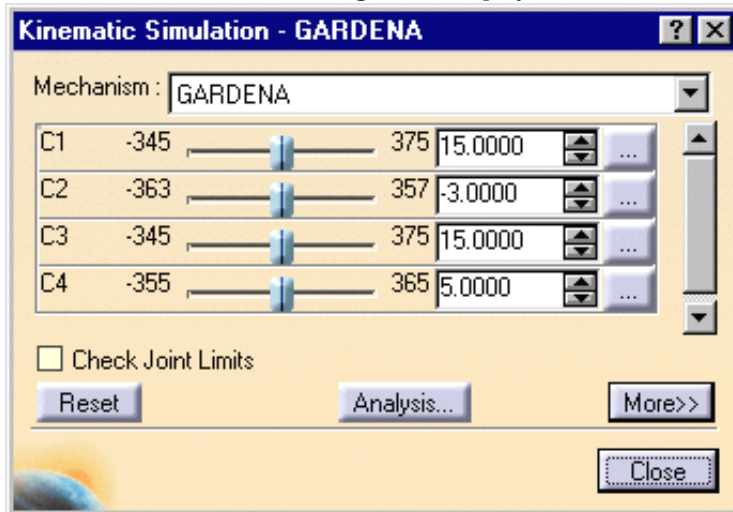 Kinematic Simulation - GARDENA ? ×
Mechanism : GARDENA
C1 -345 375 15.0000 ...
C2 -363 357 -3.0000 ...
C3 -345 375 15.0000 ...
C4 -355 365 5.0000 ...
Check Joint Limits
Reset Analysis... More>>
Close